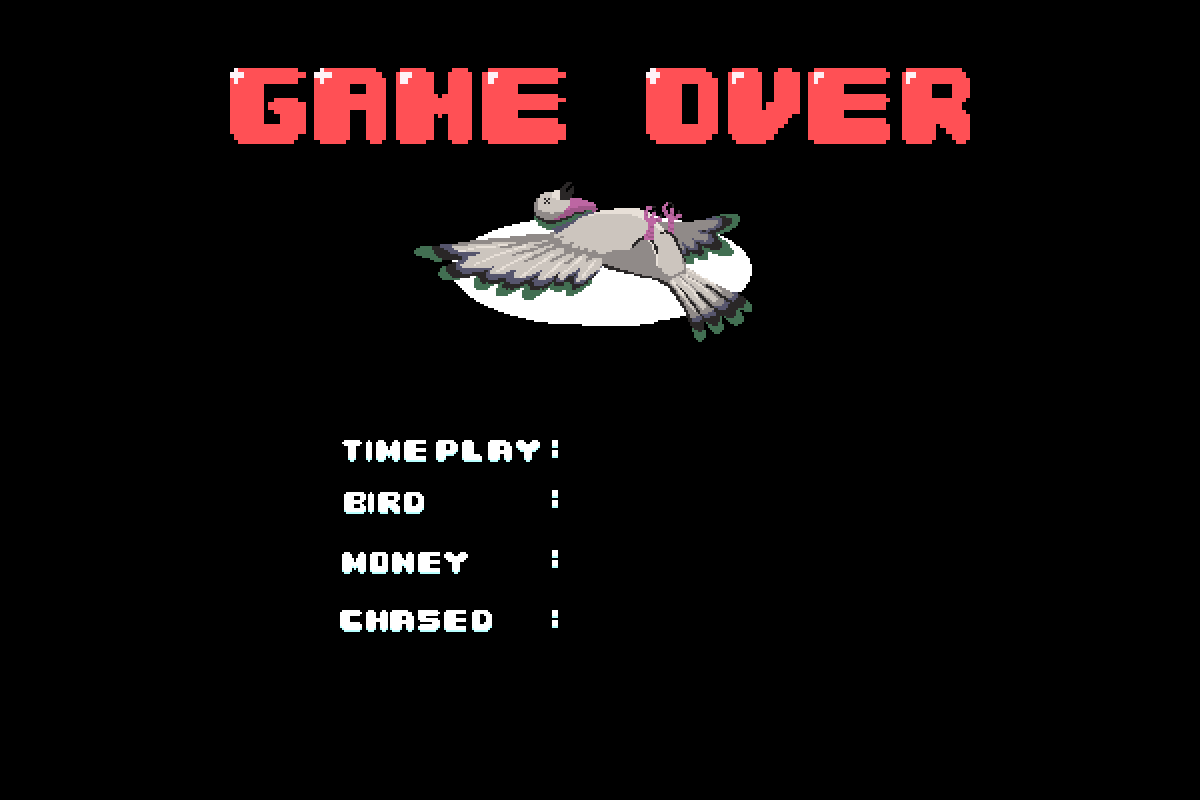 GAME OVER
TIME PLAY :
BIRD :
MONEY :
CHASED :